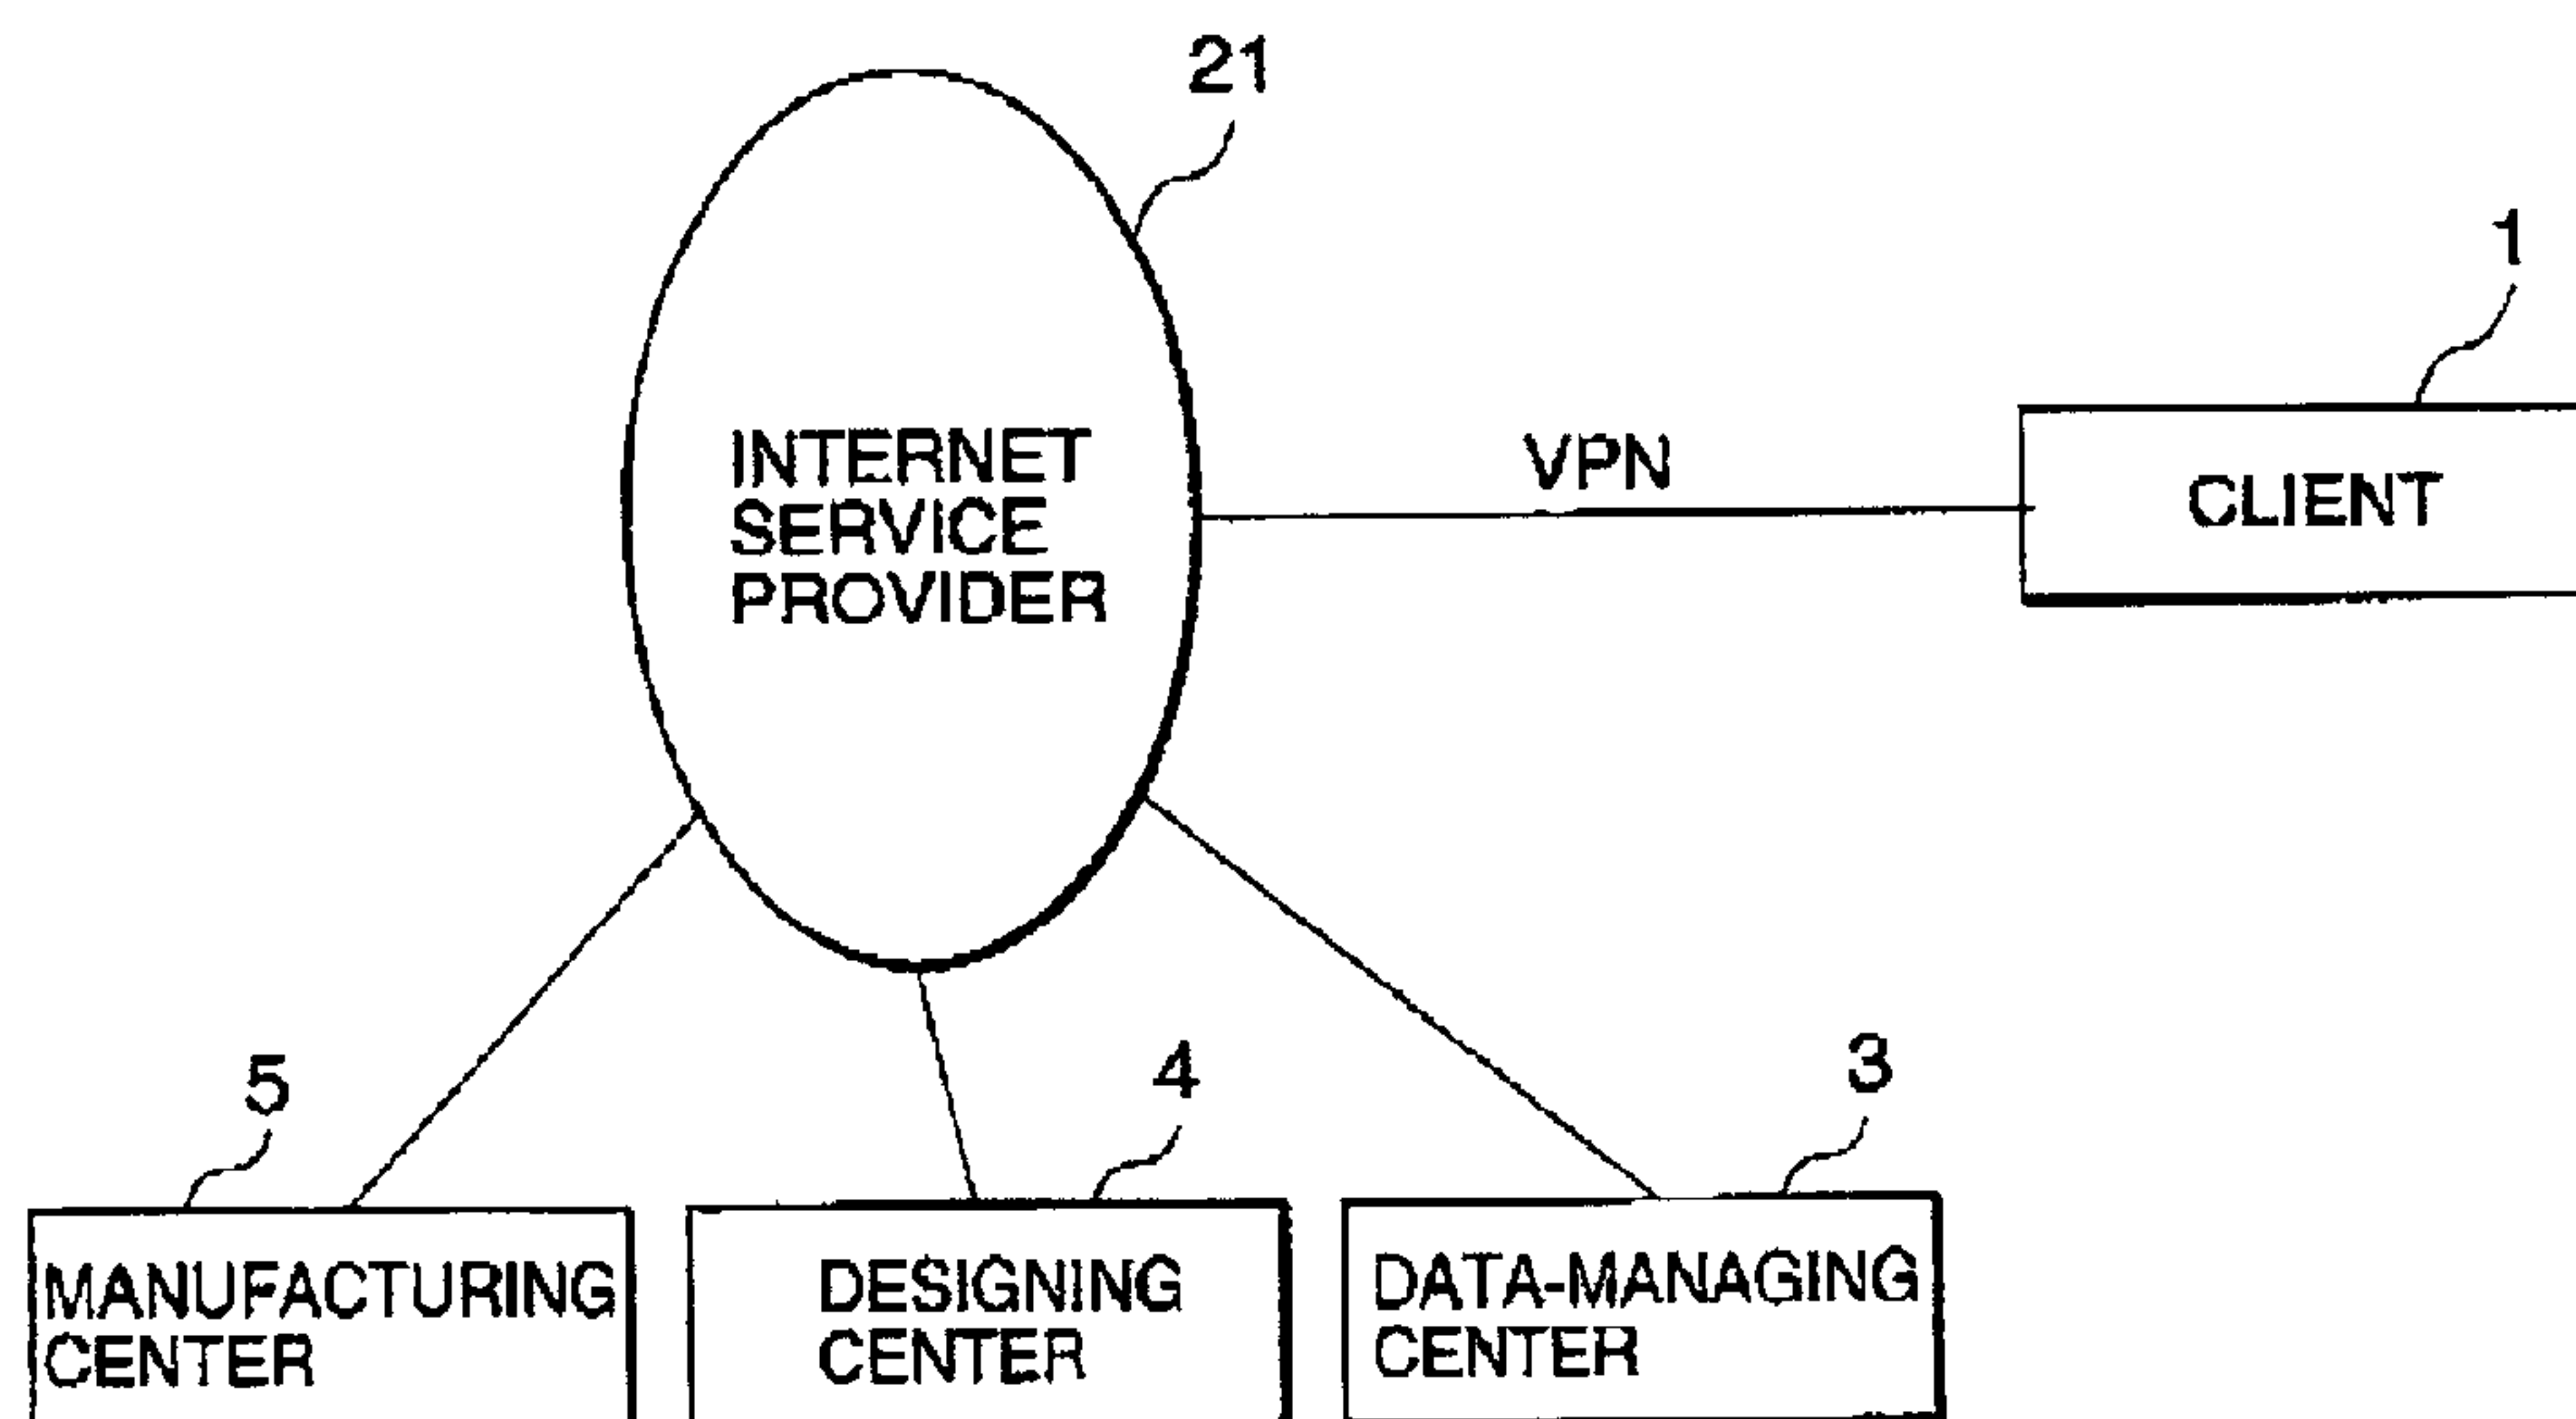 21
1
INTERNET
SERVICE
PROVIDER
VPN
CLIENT
5
4
3
MANUFACTURING
CENTER
DESIGNING
CENTER
DATA-MANAGING
CENTER